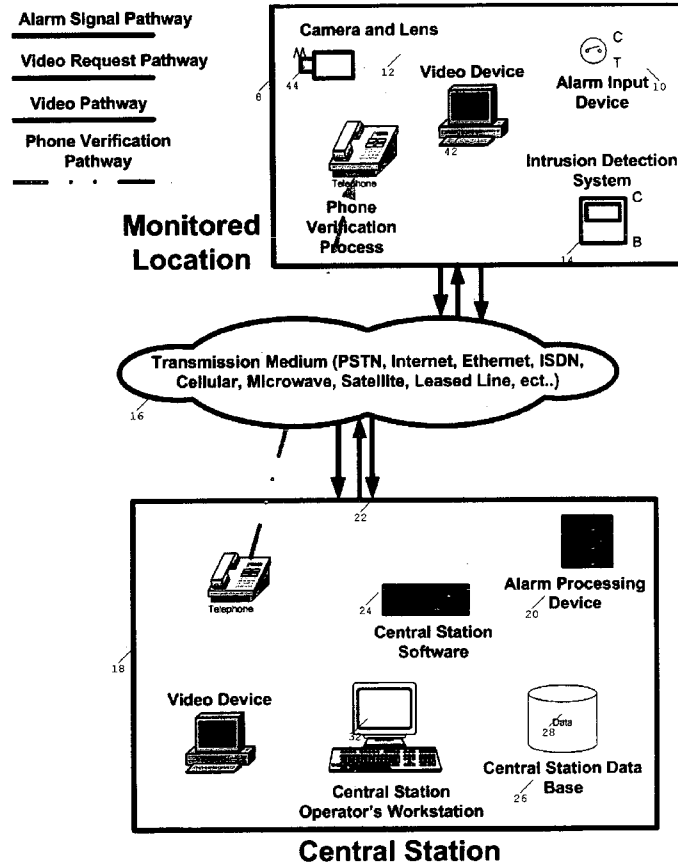 Alarm Signal Pathway
Video Request Pathway
Video Pathway
Phone Verification
Pathway
Camera and Lens
44
12
6
Video Device
42
C
T
10
Alarm Input
Device
Telephone
Phone
Verification
Process
Intrusion Detection
System
C
B
14
Monitored
Location
Transmission Medium (PSTN, Internet, Ethernet, ISDN,
Cellular, Microwave, Satellite, Leased Line, ect..)
16
22
Telephone
24
Central Station
Software
Alarm Processing
Device
20
18
Video Device
32
Central Station
Operator's Workstation
Data
28
Central Station Data
Base
26
Central Station